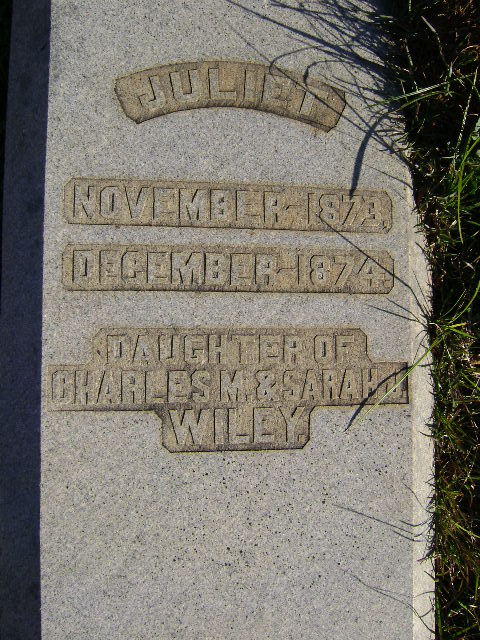 JULIET
NOVEMBER 1873
DECEMBER 1874
DAUGHTER OF
CHARLES M. & SARAH J.
WILEY.